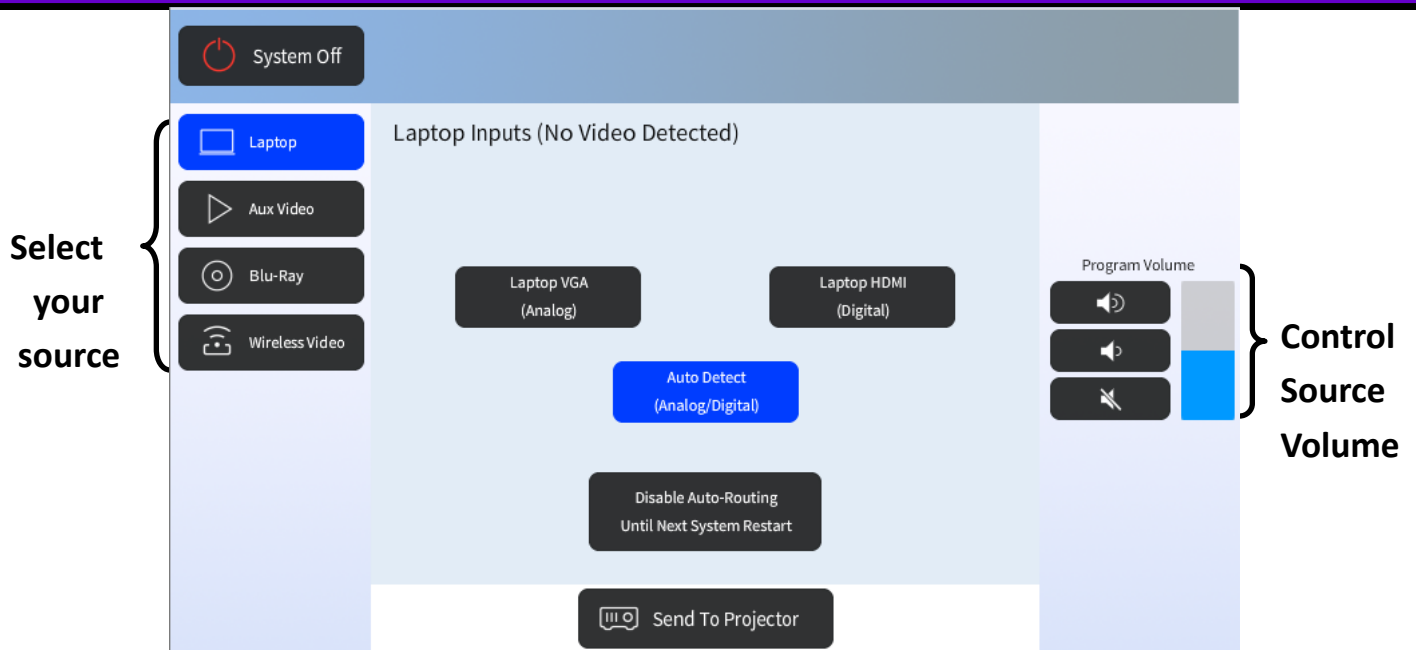 System Off
Laptop
Aux Video
Blu-Ray
Wireless Video
Select
your
source
Laptop Inputs (No Video Detected)
Laptop VGA
(Analog)
Laptop HDMI
(Digital)
Auto Detect
(Analog/Digital)
Disable Auto-Routing
Until Next System Restart
Send To Projector
Program Volume
Control
Source
Volume